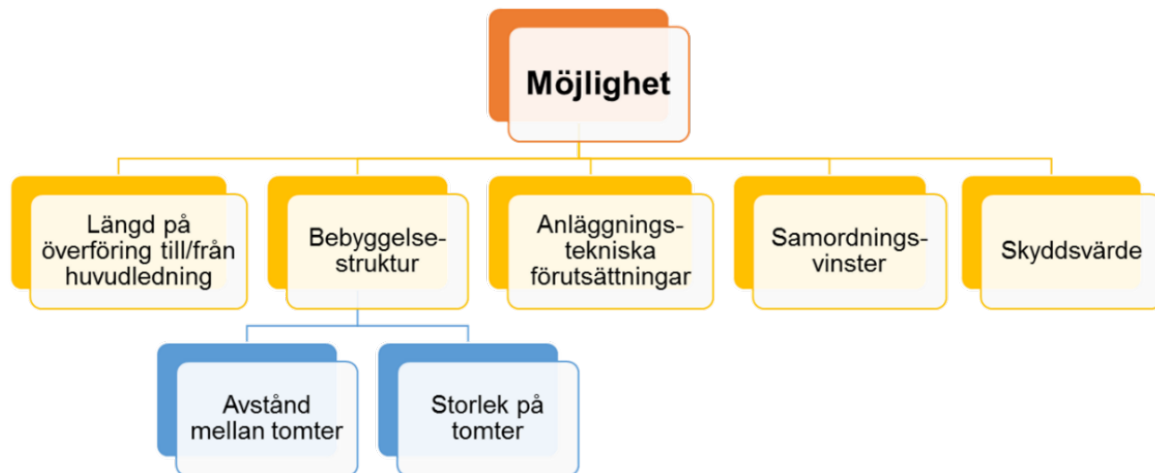 Möjlighet
Längd på
överföring till/från
huvudledning
Bebyggelse-
struktur
Anläggnings-
tekniska
förutsättningar
Samordnings-
vinster
Skyddsvärde
Avstånd
mellan tomter
Storlek på
tomter